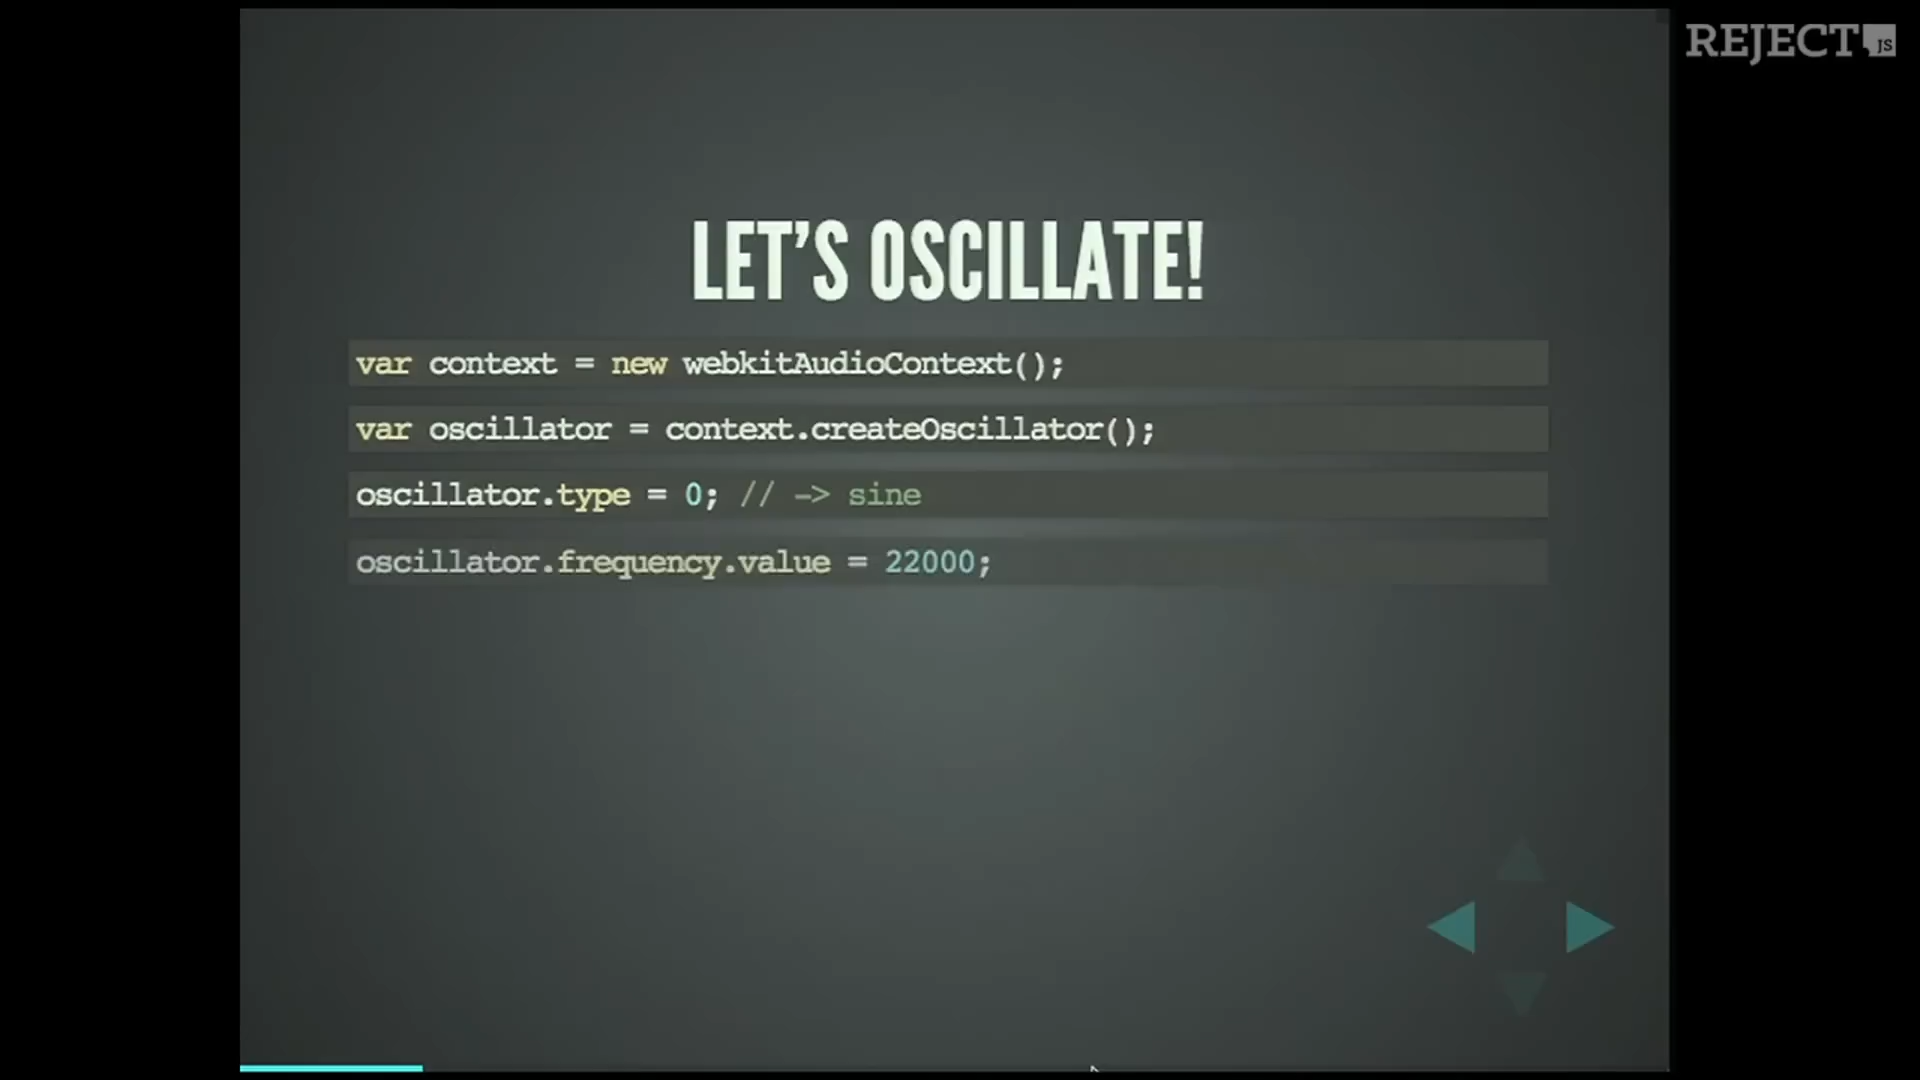 REJECT JS
LET'S OSCILLATE!
var context = new webkitAudioContext();
var oscillator = context.createOscillator();
oscillator.type = 0; // -> sine
oscillator.frequency.value = 22000;